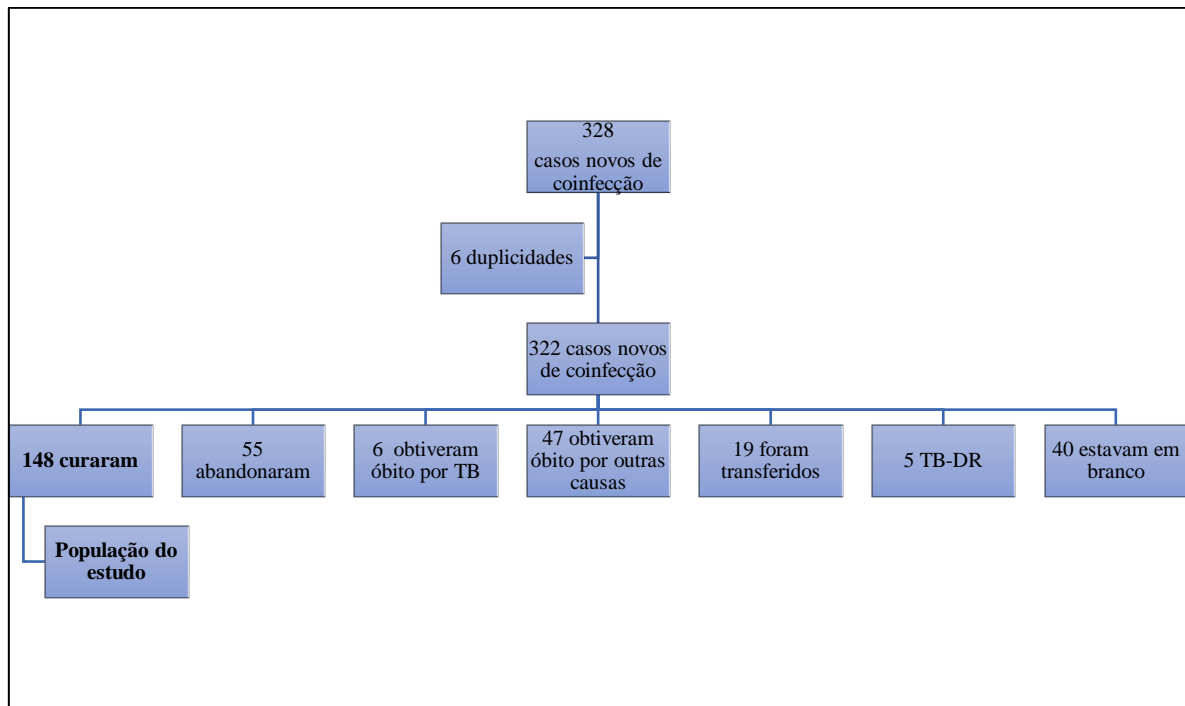 328
casos novos de
coinfecção
6 duplicidades
322 casos novos
de coinfecção
148 curaram
55
abandonaram
6 obtiveram
óbito por TB
47 obtiveram
óbito por outras
causas
19 foram
transferidos
5 TB-DR
40 estavam em
branco
População do
estudo